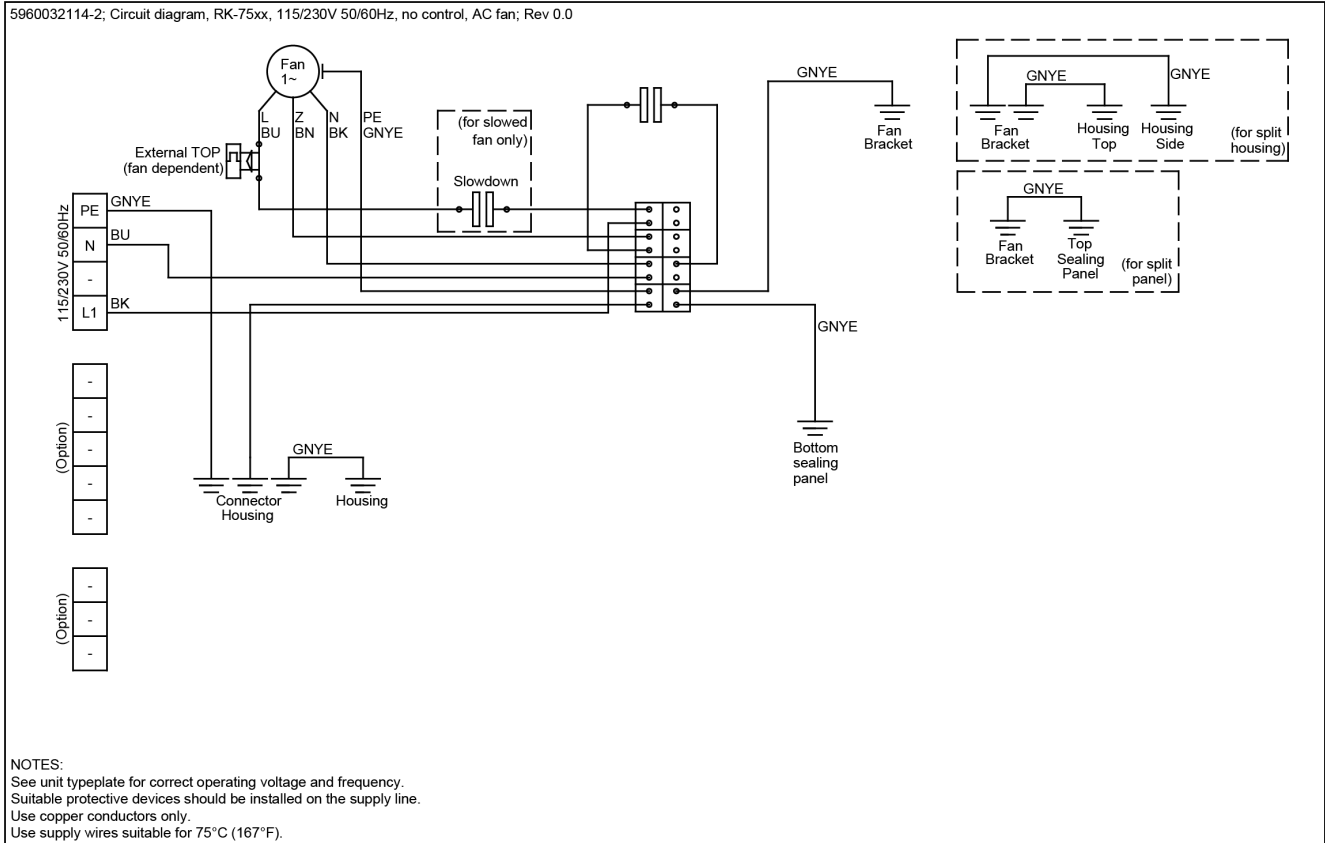 5960032114-2; Circuit diagram, RK-75xx, 115/230V 50/60Hz, no control, AC fan; Rev 0.0
Fan
1~
L
BU
Z
BN
N
BK
PE
GNYE
External TOP
(fan dependent)
(for slowed
fan only)
Slowdown
GNYE
Fan
Bracket
GNYE
GNYE
Fan
Bracket
Housing
Top
Housing
Side
(for split
housing)
GNYE
Fan
Bracket
Top
Sealing
Panel
(for split
panel)
115/230V 50/60Hz
PE
GNYE
N
BU
-
L1
BK
GNYE
Bottom
sealing
panel
(Option)
-
-
-
-
-
GNYE
Connector
Housing
Housing
(Option)
-
-
-
NOTES:
See unit typeplate for correct operating voltage and frequency.
Suitable protective devices should be installed on the supply line.
Use copper conductors only.
Use supply wires suitable for 75°C (167°F).